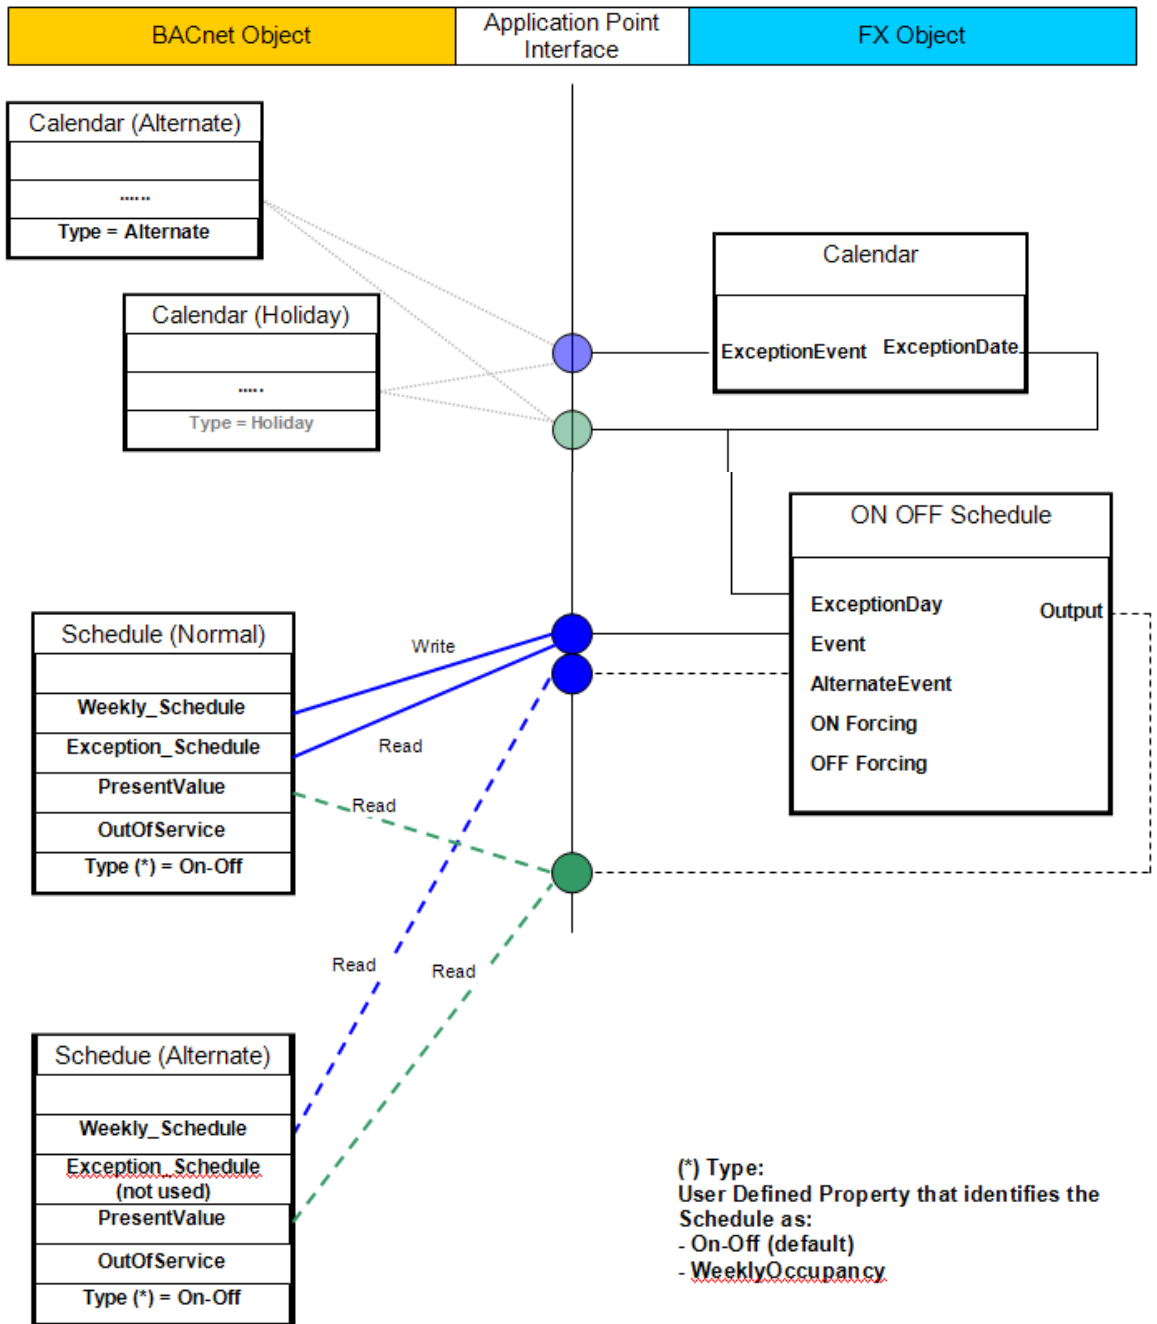 BACnet Object
Application Point
Interface
FX Object
Calendar (Alternate)
......
Type = Alternate
Calendar (Holiday)
.....
Type = Holiday
Calendar
ExceptionEvent
ExceptionDate
ON OFF Schedule
ExceptionDay
Output
Event
AlternateEvent
ON Forcing
OFF Forcing
Schedule (Normal)
Weekly_Schedule
Exception_Schedule
PresentValue
OutOfService
Type (*) = On-Off
Write
Read
Read
Read
Read
Schedue (Alternate)
Weekly_Schedule
Exception_Schedule
(not used)
PresentValue
OutOfService
Type (*) = On-Off
(*) Type:
User Defined Property that identifies the
Schedule as:
- On-Off (default)
- WeeklyOccupancy